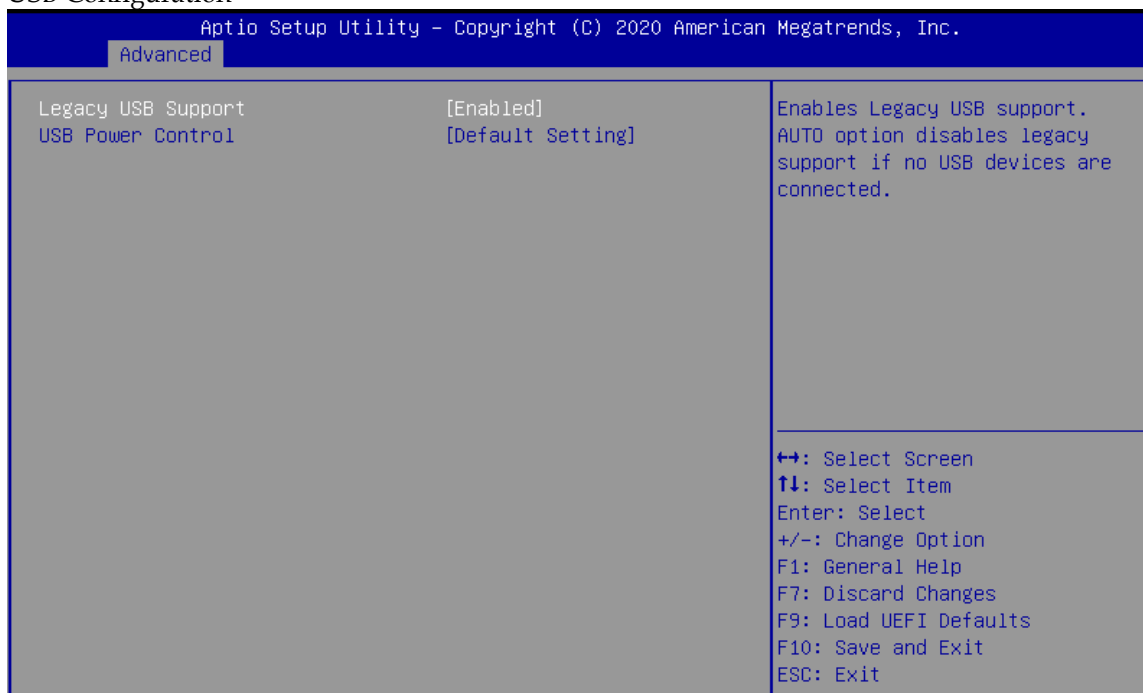 USB Configuration
Aptio Setup Utility – Copyright (C) 2020 American Megatrends, Inc.
Advanced
Legacy USB Support [Enabled]
USB Power Control [Default Setting]
Enables Legacy USB support.
AUTO option disables legacy
support if no USB devices are
connected.
↔: Select Screen
↑↓: Select Item
Enter: Select
+/-: Change Option
F1: General Help
F7: Discard Changes
F9: Load UEFI Defaults
F10: Save and Exit
ESC: Exit